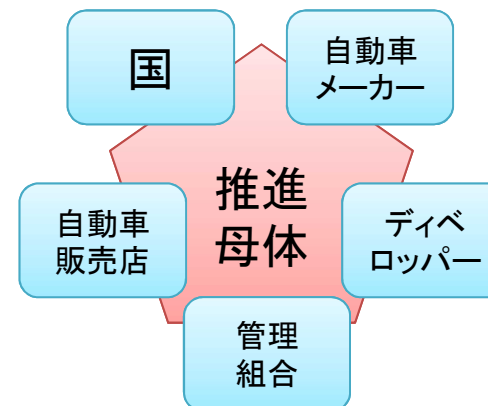 国
自動車
メーカー
推進
母体
自動車
販売店
ディベ
ロッパー
管理
組合